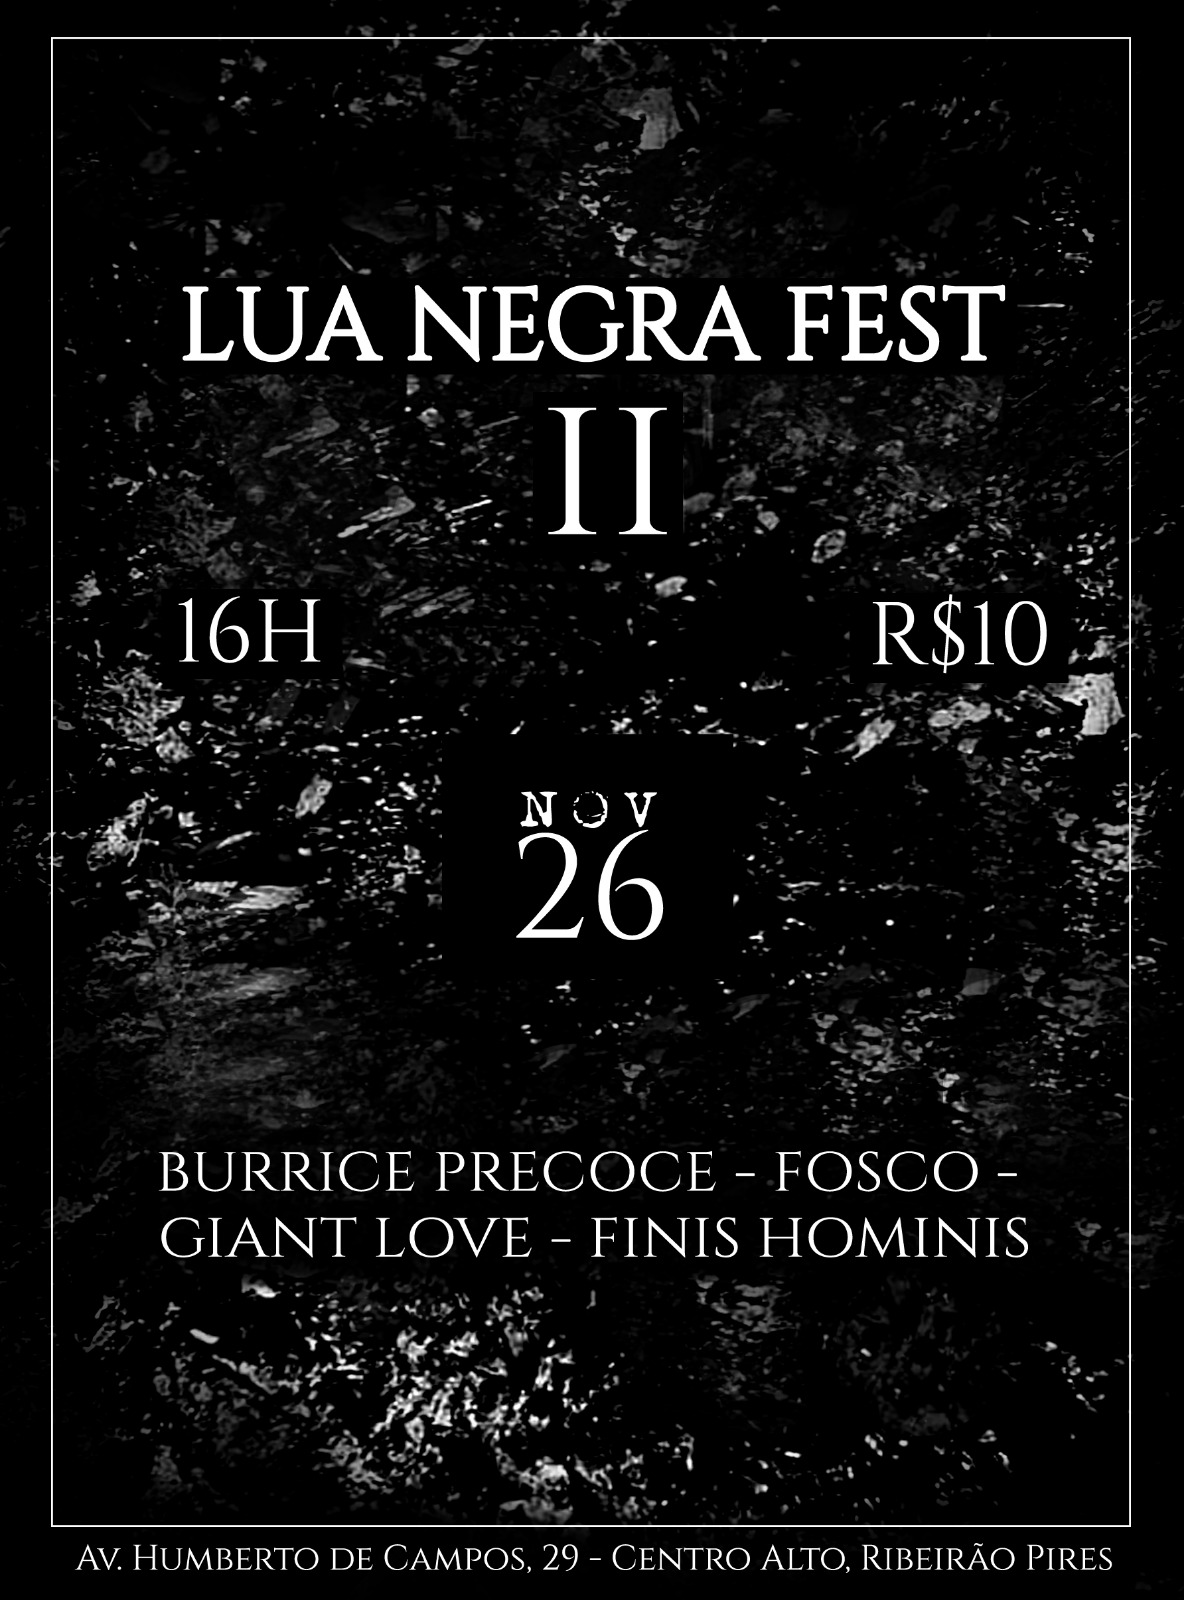 LUA NEGRA FEST
II
16H
R$10
NOV
26
BURRICE PRECOCE - FOSCO -
GIANT LOVE - FINIS HOMINIS
Av. Humberto de Campos, 29 - Centro Alto, Ribeirão Pires